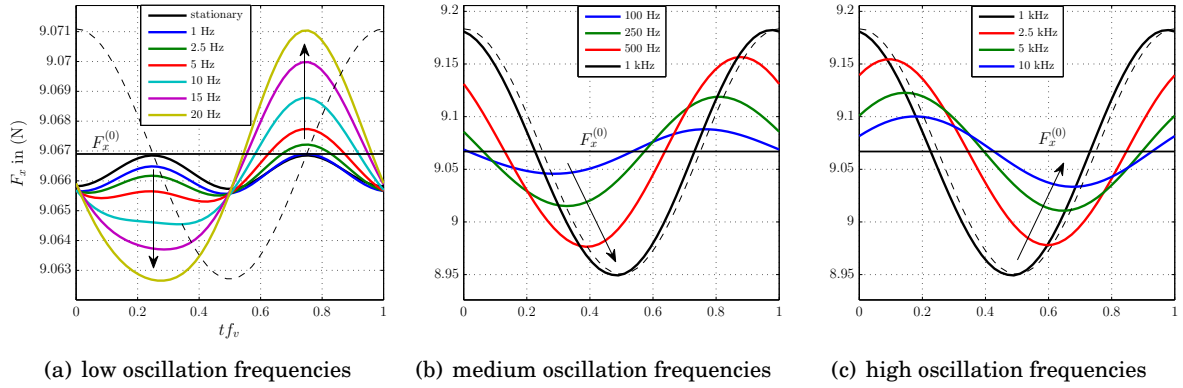 stationary
1 Hz
2.5 Hz
5 Hz
10 Hz
15 Hz
20 Hz
F_x^{(0)}
F_x in (N)
9.071
9.07
9.069
9.068
9.067
9.066
9.065
9.064
9.063
0 0.2 0.4 0.6 0.8 1
t f_v
(a) low oscillation frequencies
100 Hz
250 Hz
500 Hz
1 kHz
F_x^{(0)}
9.2
9.15
9.1
9.05
9
8.95
0 0.2 0.4 0.6 0.8 1
(b) medium oscillation frequencies
1 kHz
2.5 kHz
5 kHz
10 kHz
F_x^{(0)}
9.2
9.15
9.1
9.05
9
8.95
0 0.2 0.4 0.6 0.8 1
(c) high oscillation frequencies